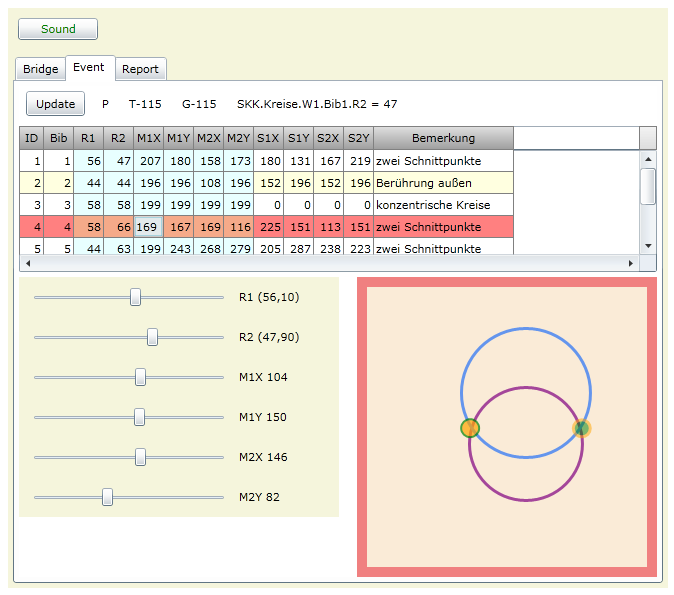 Sound
Bridge Event Report
Update P T-115 G-115 SKK.Kreise.W1.Bib1.R2 = 47
ID Bib R1 R2 M1X M1Y M2X M2Y S1X S1Y S2X S2Y Bemerkung
1 1 56 47 207 180 158 173 180 131 167 219 zwei Schnittpunkte
2 2 44 44 196 196 108 196 152 196 152 196 Berührung außen
3 3 58 58 199 199 199 199 0 0 0 0 konzentrische Kreise
4 4 58 66 169 167 169 116 225 151 113 151 zwei Schnittpunkte
5 5 44 63 199 243 268 279 205 287 238 223 zwei Schnittpunkte
R1 (56,10)
R2 (47,90)
M1X 104
M1Y 150
M2X 146
M2Y 82